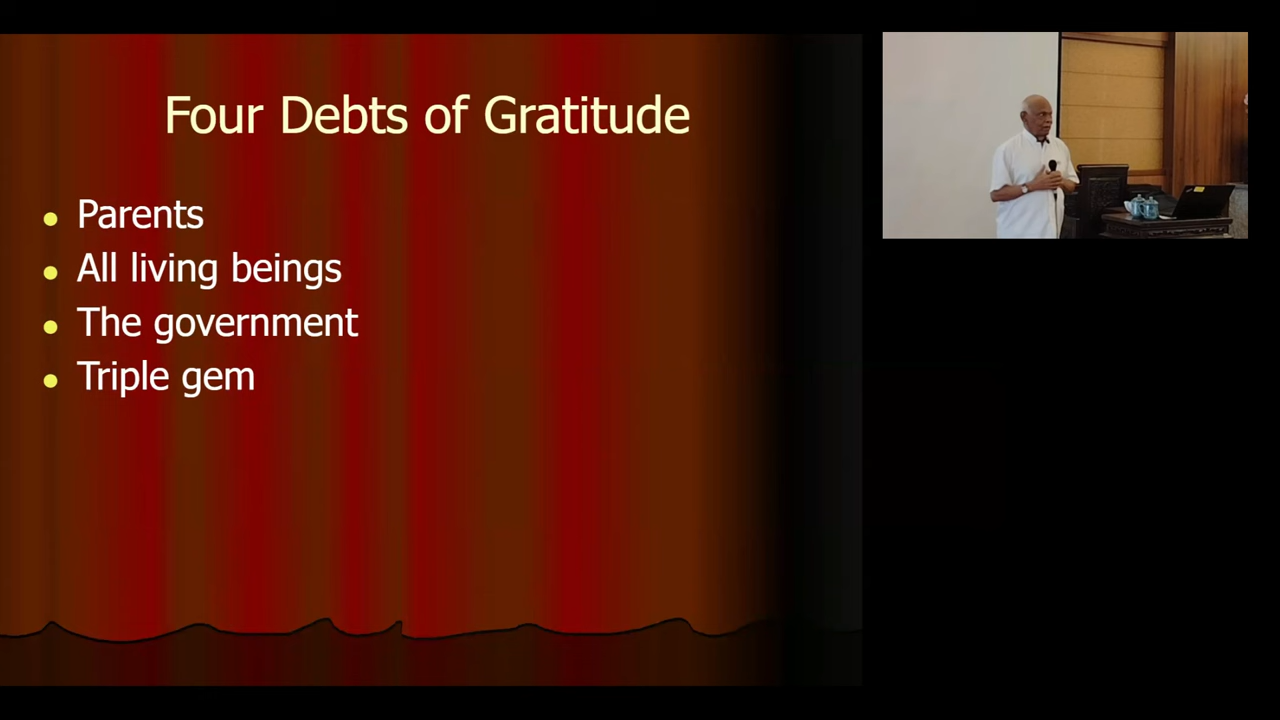 Four Debts of Gratitude
Parents
All living beings
The government
Triple gem